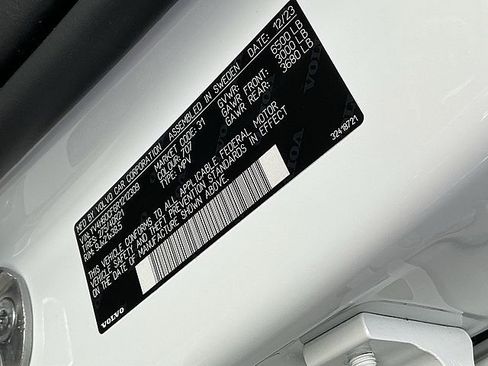 MFD BY VOLVO CAR CORPORATION ASSEMBLED IN SWEDEN DATE: 12/23
MARKET CODE: 31
COLOUR: 707
TYPE: MPV
GVWR: 6500 LB
GAWR FRONT: 3000 LB
GAWR REAR: 3680 LB
THIS VEHICLE CONFORMS TO ALL APPLICABLE FEDERAL MOTOR
VEHICLE SAFETY AND THEFT PREVENTION STANDARDS IN EFFECT
ON THE DATE OF MANUFACTURE SHOWN ABOVE.
32418721
VOLVO